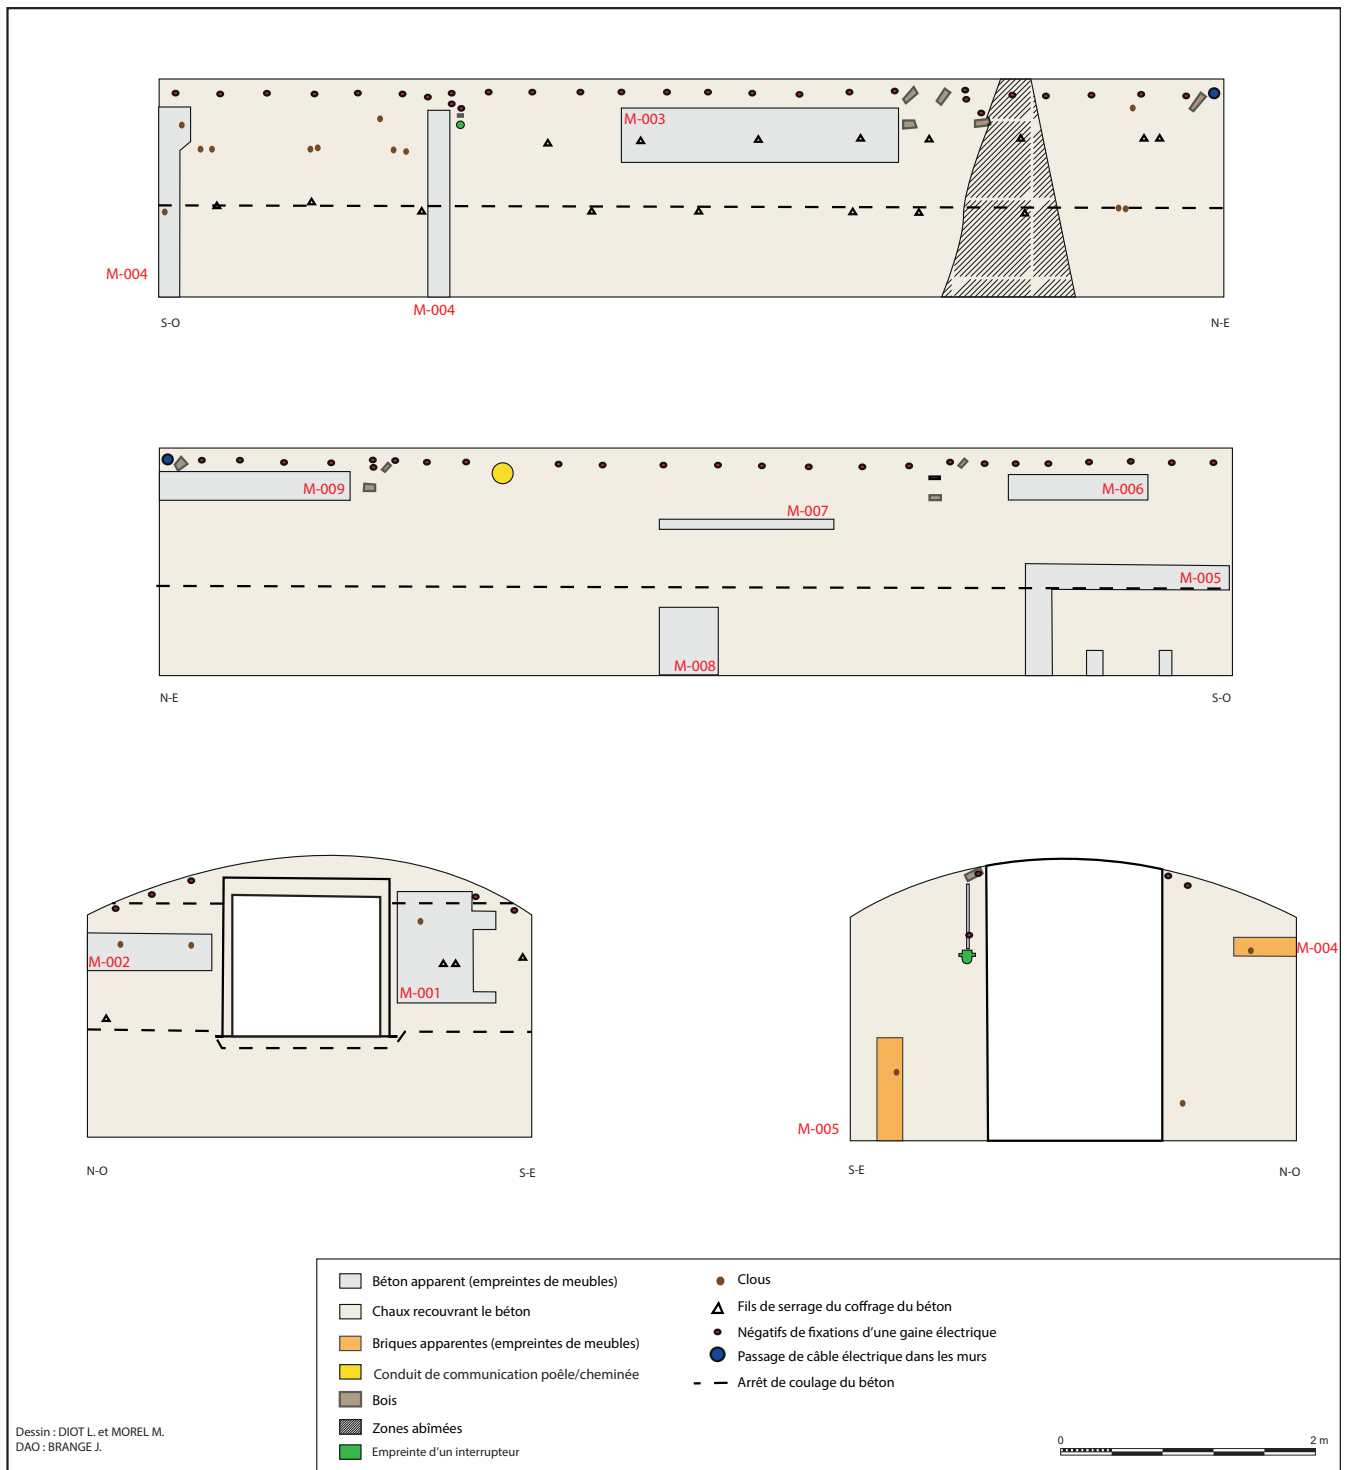 M-003
M-004
M-004
S-O
N-E
M-009
M-006
M-007
M-005
M-008
N-E
S-O
M-002
M-001
M-004
M-005
N-O
S-E
S-E
N-O
Béton apparent (empreintes de meubles)
Chaux recouvrant le béton
Briques apparentes (empreintes de meubles)
Conduit de communication poêle/cheminée
Bois
Zones abîmées
Empreinte d'un interrupteur
Clous
Fils de serrage du coffrage du béton
Négatifs de fixations d'une gaine électrique
Passage de câble électrique dans les murs
Arrêt de coulage du béton
Dessin : DIOT L. et MOREL M.
DAO : BRANGE J.
0
2 m